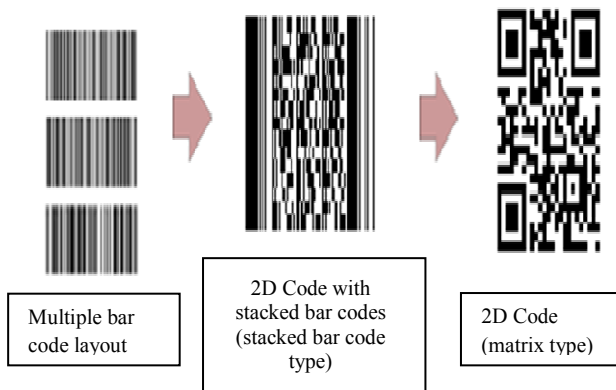 Multiple bar
code layout
2D Code with
stacked bar codes
(stacked bar code
type)
2D Code
(matrix type)